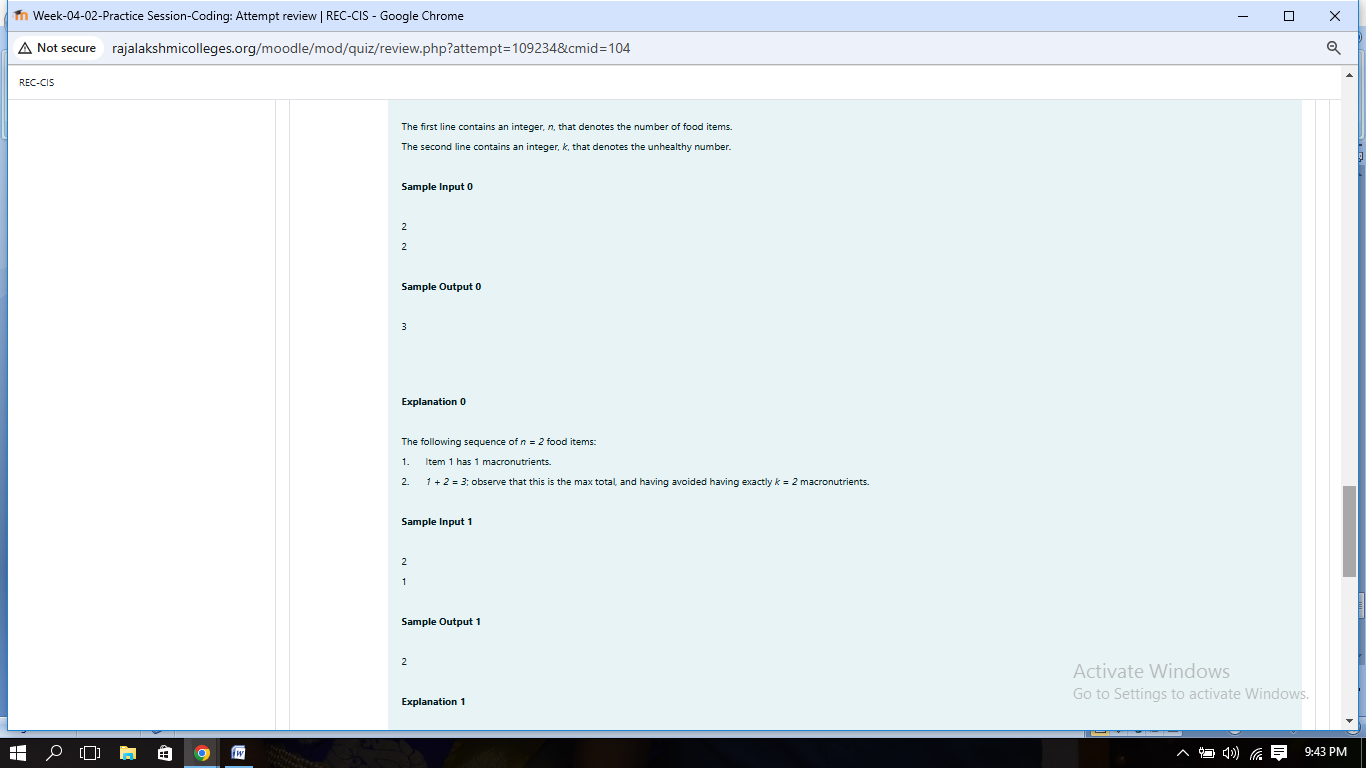 Week-04-02-Practice Session-Coding: Attempt review | REC-CIS - Google Chrome
Not secure rajalakshmicolleges.org/moodle/mod/quiz/review.php?attempt=109234&cmid=104
REC-CIS
The first line contains an integer, n, that denotes the number of food items.
The second line contains an integer, k, that denotes the unhealthy number.
Sample Input 0
2
2
Sample Output 0
3
Explanation 0
The following sequence of n = 2 food items:
1. Item 1 has 1 macronutrients.
2. 1 + 2 = 3; observe that this is the max total, and having avoided having exactly k = 2 macronutrients.
Sample Input 1
2
1
Sample Output 1
2
Explanation 1
Activate Windows
Go to Settings to activate Windows.
9:43 PM